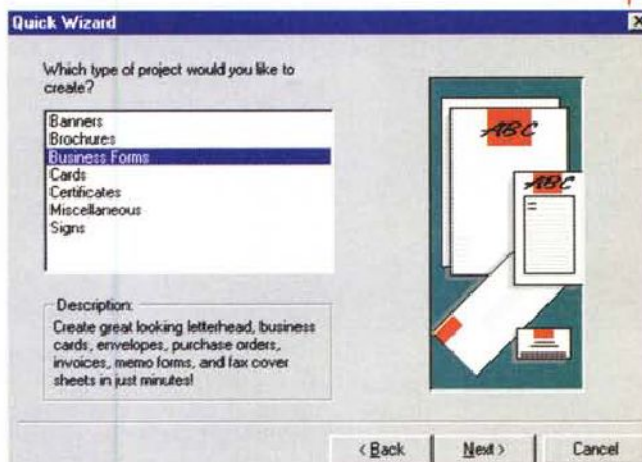 Quick Wizard
Which type of project would you like to
create?
Banners
Brochures
Business Forms
Cards
Certificates
Miscellaneous
Signs
Description:
Create great looking letterhead, business
cards, envelopes, purchase orders,
invoices, memo forms, and fax cover
sheets in just minutes!
ABC
ABC
< Back
Next >
Cancel